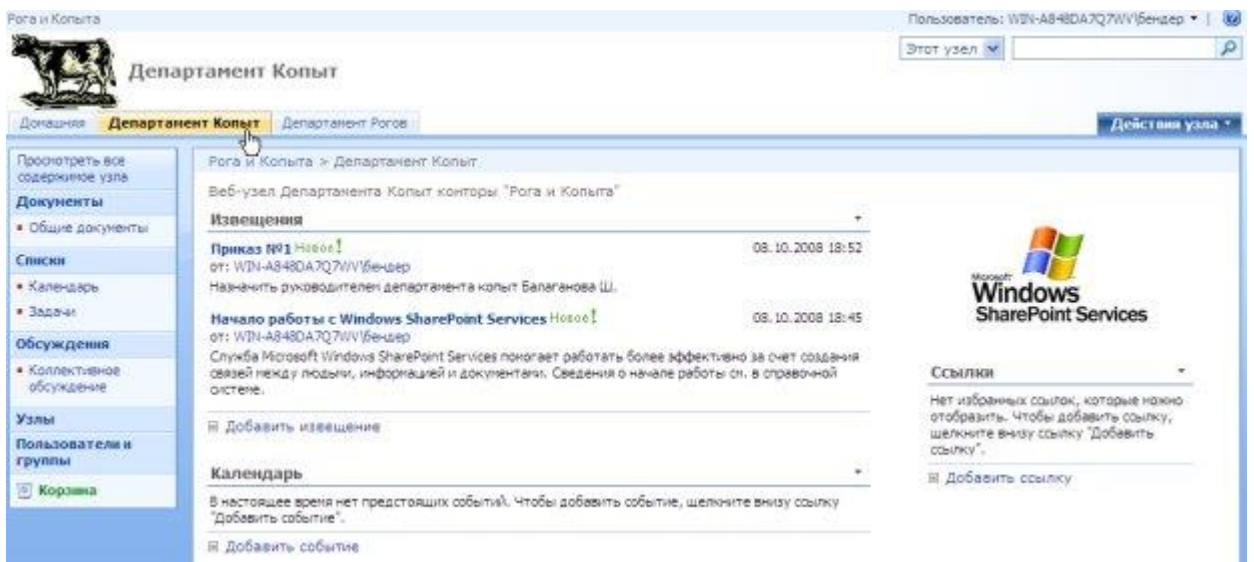 Рога и Копыта
Пользователь: WIN-A848DA7Q7WV\бендер
Этот узел
Департамент Копыт
Домашняя Департамент Копыт Департамент Рогов
Действия узла
Просмотреть все
содержимое узла
Документы
Общие документы
Списки
Календарь
Задачи
Обсуждения
Коллективное
обсуждение
Узлы
Пользователи и
группы
Корзина
Рога и Копыта > Департамент Копыт
Веб-узел Департамента Копыт конторы "Рога и Копыта"
Извещения
Приказ №1 Новое! 08.10.2008 18:52
от: WIN-A848DA7Q7WV\бендер
Назначить руководителем департамента копыт Балаганова Ш.
Начало работы с Windows SharePoint Services Новое! 08.10.2008 18:45
от: WIN-A848DA7Q7WV\бендер
Служба Microsoft Windows SharePoint Services помогает работать более эффективно за счет создания
связей между людьми, информацией и документами. Сведения о начале работы см. в справочной
системе.
Добавить извещение
Календарь
В настоящее время нет предстоящих событий. Чтобы добавить событие, щелкните внизу ссылку
"Добавить событие".
Добавить событие
Microsoft
Windows
SharePoint Services
Ссылки
Нет избранных ссылок, которые можно
отобразить. Чтобы добавить ссылку,
щелкните внизу ссылку "Добавить
ссылку".
Добавить ссылку